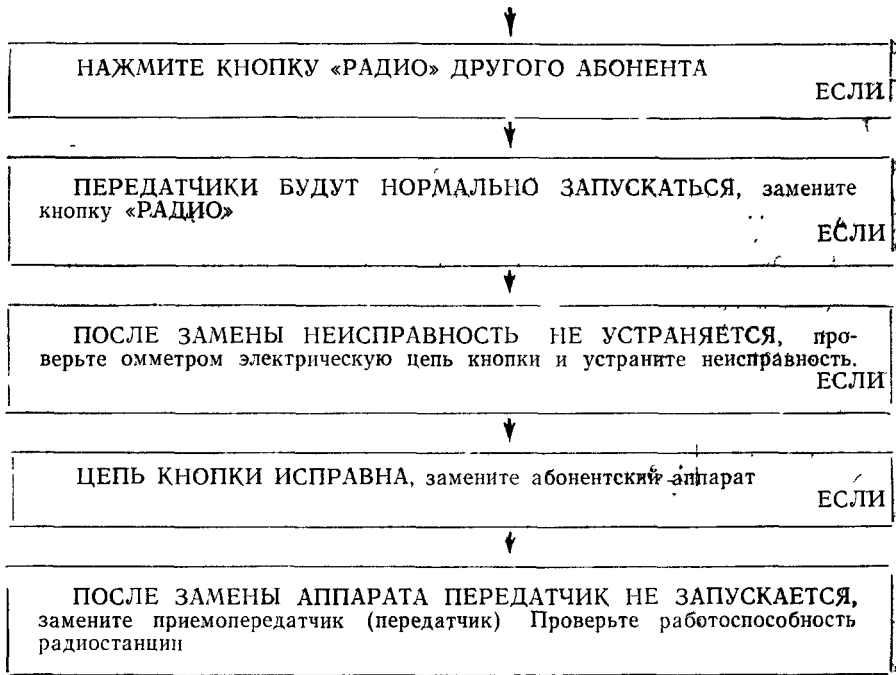 НАЖМИТЕ КНОПКУ «РАДИО» ДРУГОГО АБОНЕНТА
ЕСЛИ
ПЕРЕДАТЧИКИ БУДУТ НОРМАЛЬНО ЗАПУСКАТЬСЯ, замените
кнопку «РАДИО»
ЕСЛИ
ПОСЛЕ ЗАМЕНЫ НЕИСПРАВНОСТЬ НЕ УСТРАНЯЕТСЯ, про-
верьте омметром электрическую цепь кнопки и устраните неисправность.
ЕСЛИ
ЦЕПЬ КНОПКИ ИСПРАВНА, замените абонентский аппарат
ЕСЛИ
ПОСЛЕ ЗАМЕНЫ АППАРАТА ПЕРЕДАТЧИК НЕ ЗАПУСКАЕТСЯ,
замените приемопередатчик (передатчик) Проверьте работоспособность
радиостанции